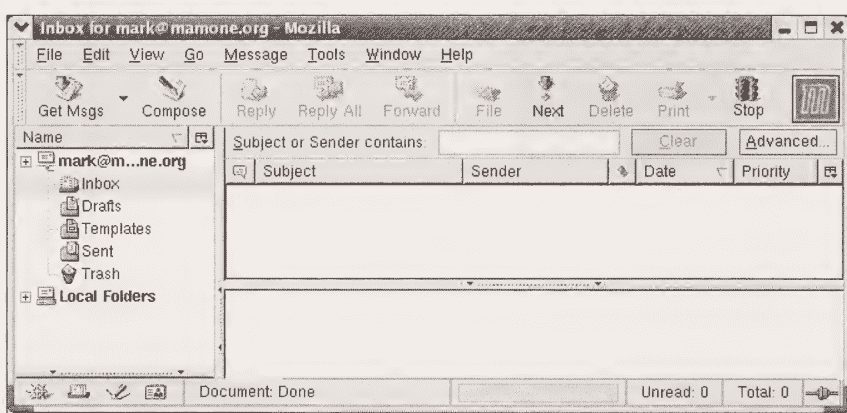 Inbox for mark@mamone.org - Mozilla
File Edit View Go Message Tools Window Help
Get Msgs Compose Reply Reply All Forward File Next Delete Print Stop
Name
Subject or Sender contains: Clear Advanced...
mark@m...ne.org
Subject Sender Date Priority
Inbox
Drafts
Templates
Sent
Trash
Local Folders
Document: Done Unread: 0 Total: 0